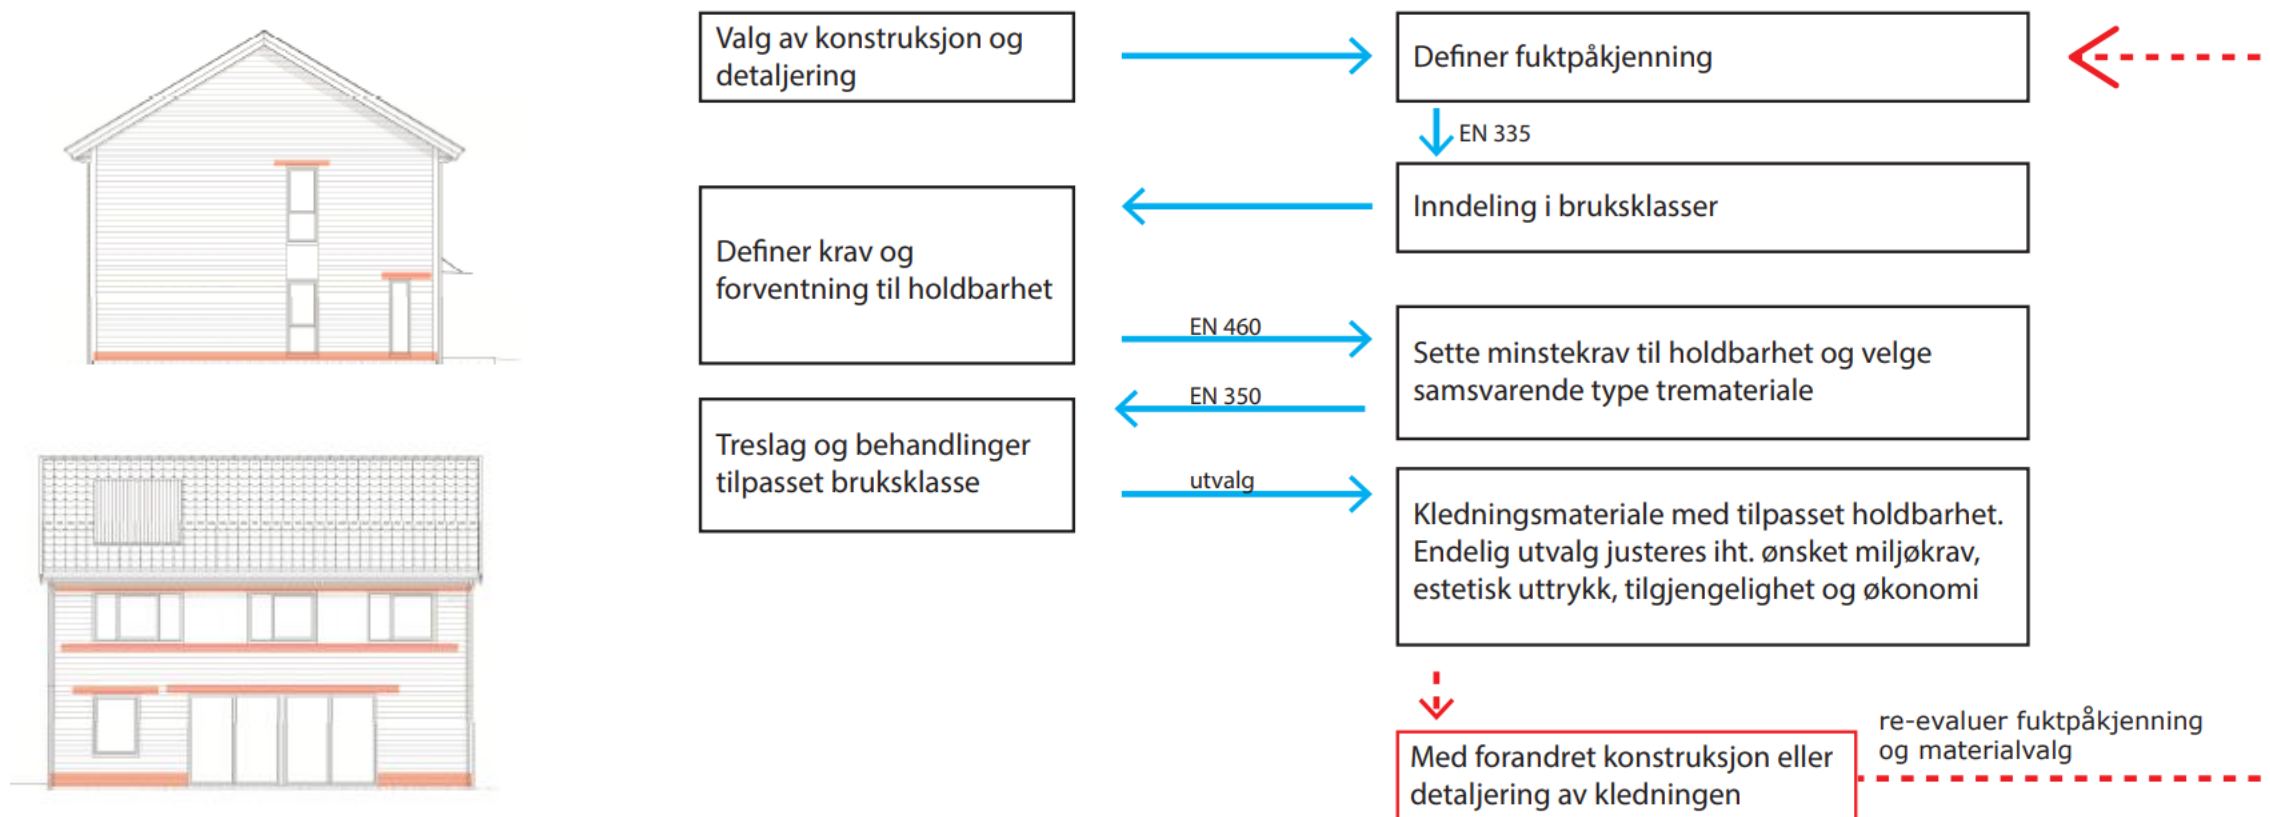 Valg av konstruksjon og
detaljering
Definer fuktpåkjenning
EN 335
Inndeling i bruksklasser
Definer krav og
forventning til holdbarhet
EN 460
Sette minstekrav til holdbarhet og velge
samsvarende type tremateriale
EN 350
Treslag og behandlinger
tilpasset bruksklasse
utvalg
Kledningsmateriale med tilpasset holdbarhet.
Endelig utvalg justeres iht. ønsket miljøkrav,
estetisk uttrykk, tilgjengelighet og økonomi
Med forandret konstruksjon eller
detaljering av kledningen
re-evaluer fuktpåkjenning
og materialvalg